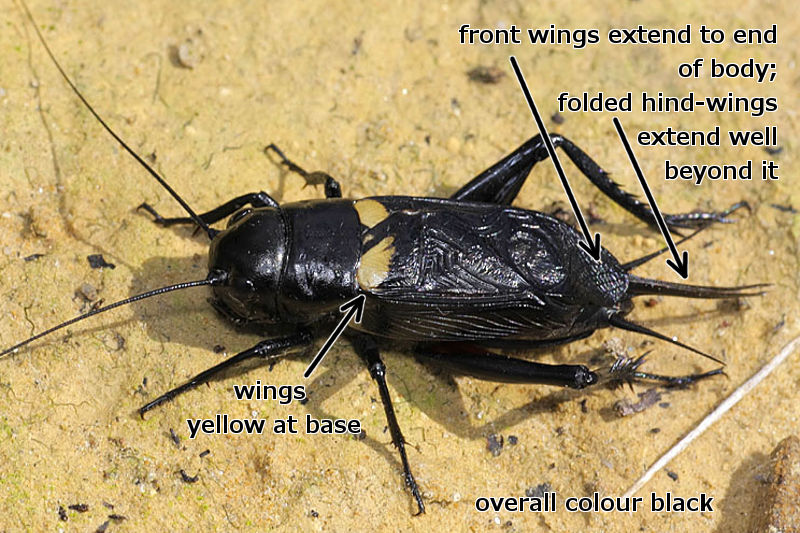 front wings extend to end
of body;
folded hind-wings
extend well
beyond it
wings
yellow at base
overall colour black